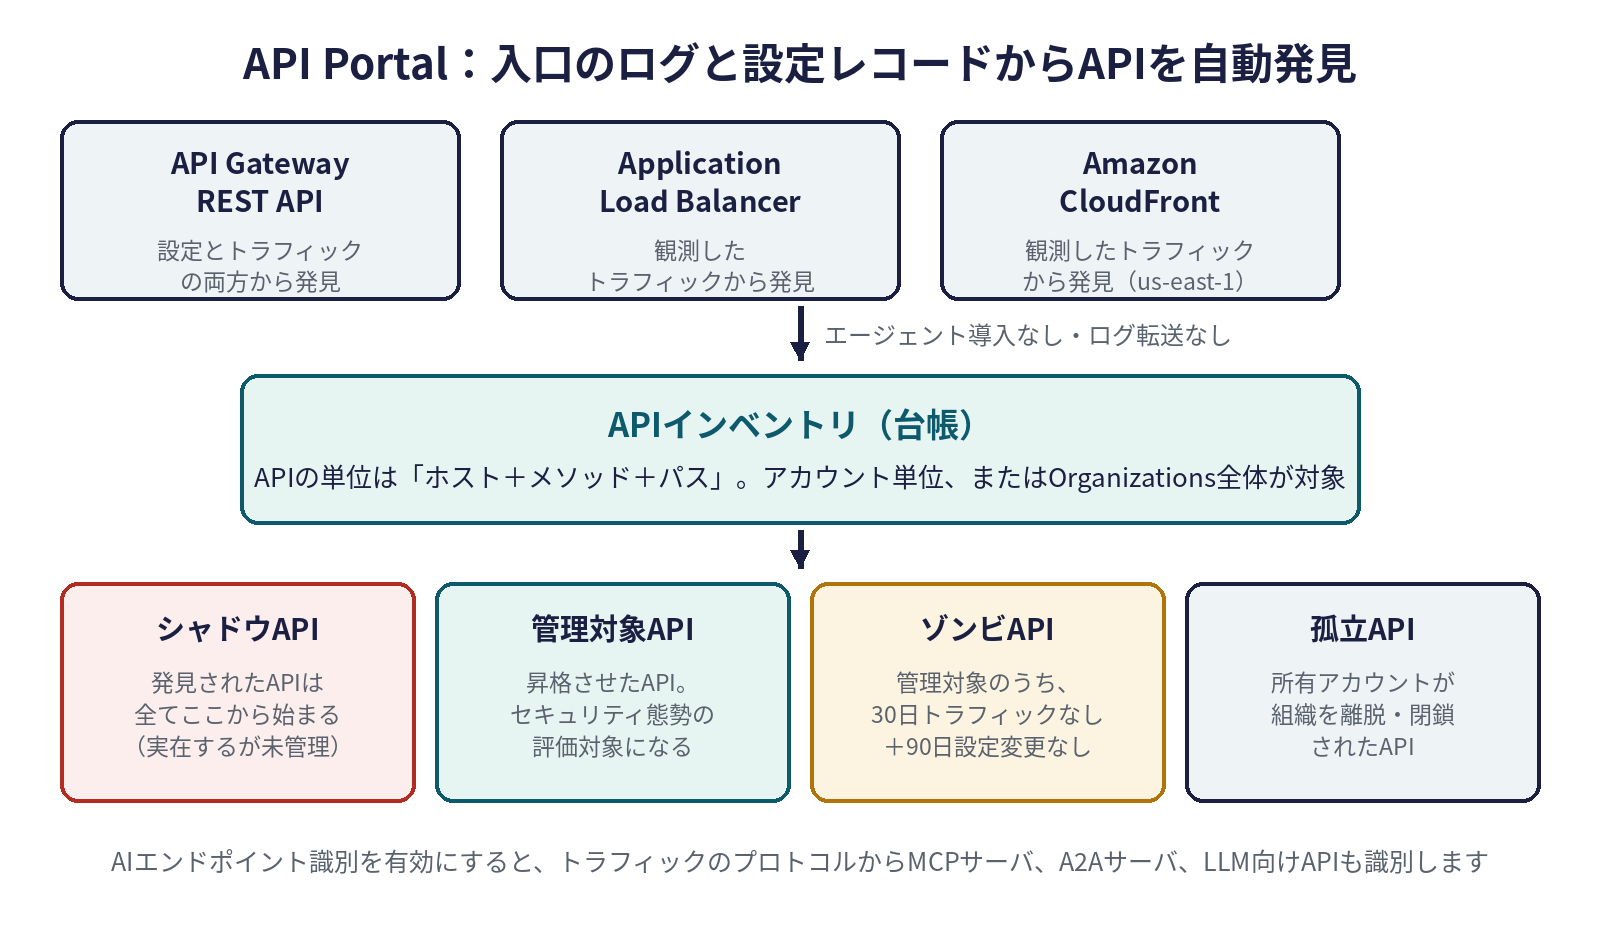 API Portal：入口のログと設定レコードからAPIを自動発見
API Gateway
REST API
設定とトラフィック
の両方から発見
Application
Load Balancer
観測した
トラフィックから発見
Amazon
CloudFront
観測したトラフィック
から発見（us-east-1）
エージェント導入なし・ログ転送なし
APIインベントリ（台帳）
APIの単位は「ホスト＋メソッド＋パス」。アカウント単位、またはOrganizations全体が対象
シャドウAPI
発見されたAPIは
全てここから始まる
（実在するが未管理）
管理対象API
昇格させたAPI。
セキュリティ態勢の
評価対象になる
ゾンビAPI
管理対象のうち、
30日トラフィックなし
＋90日設定変更なし
孤立API
所有アカウントが
組織を離脱・閉鎖
されたAPI
AIエンドポイント識別を有効にすると、トラフィックのプロトコルからMCPサーバ、A2Aサーバ、LLM向けAPIも識別します